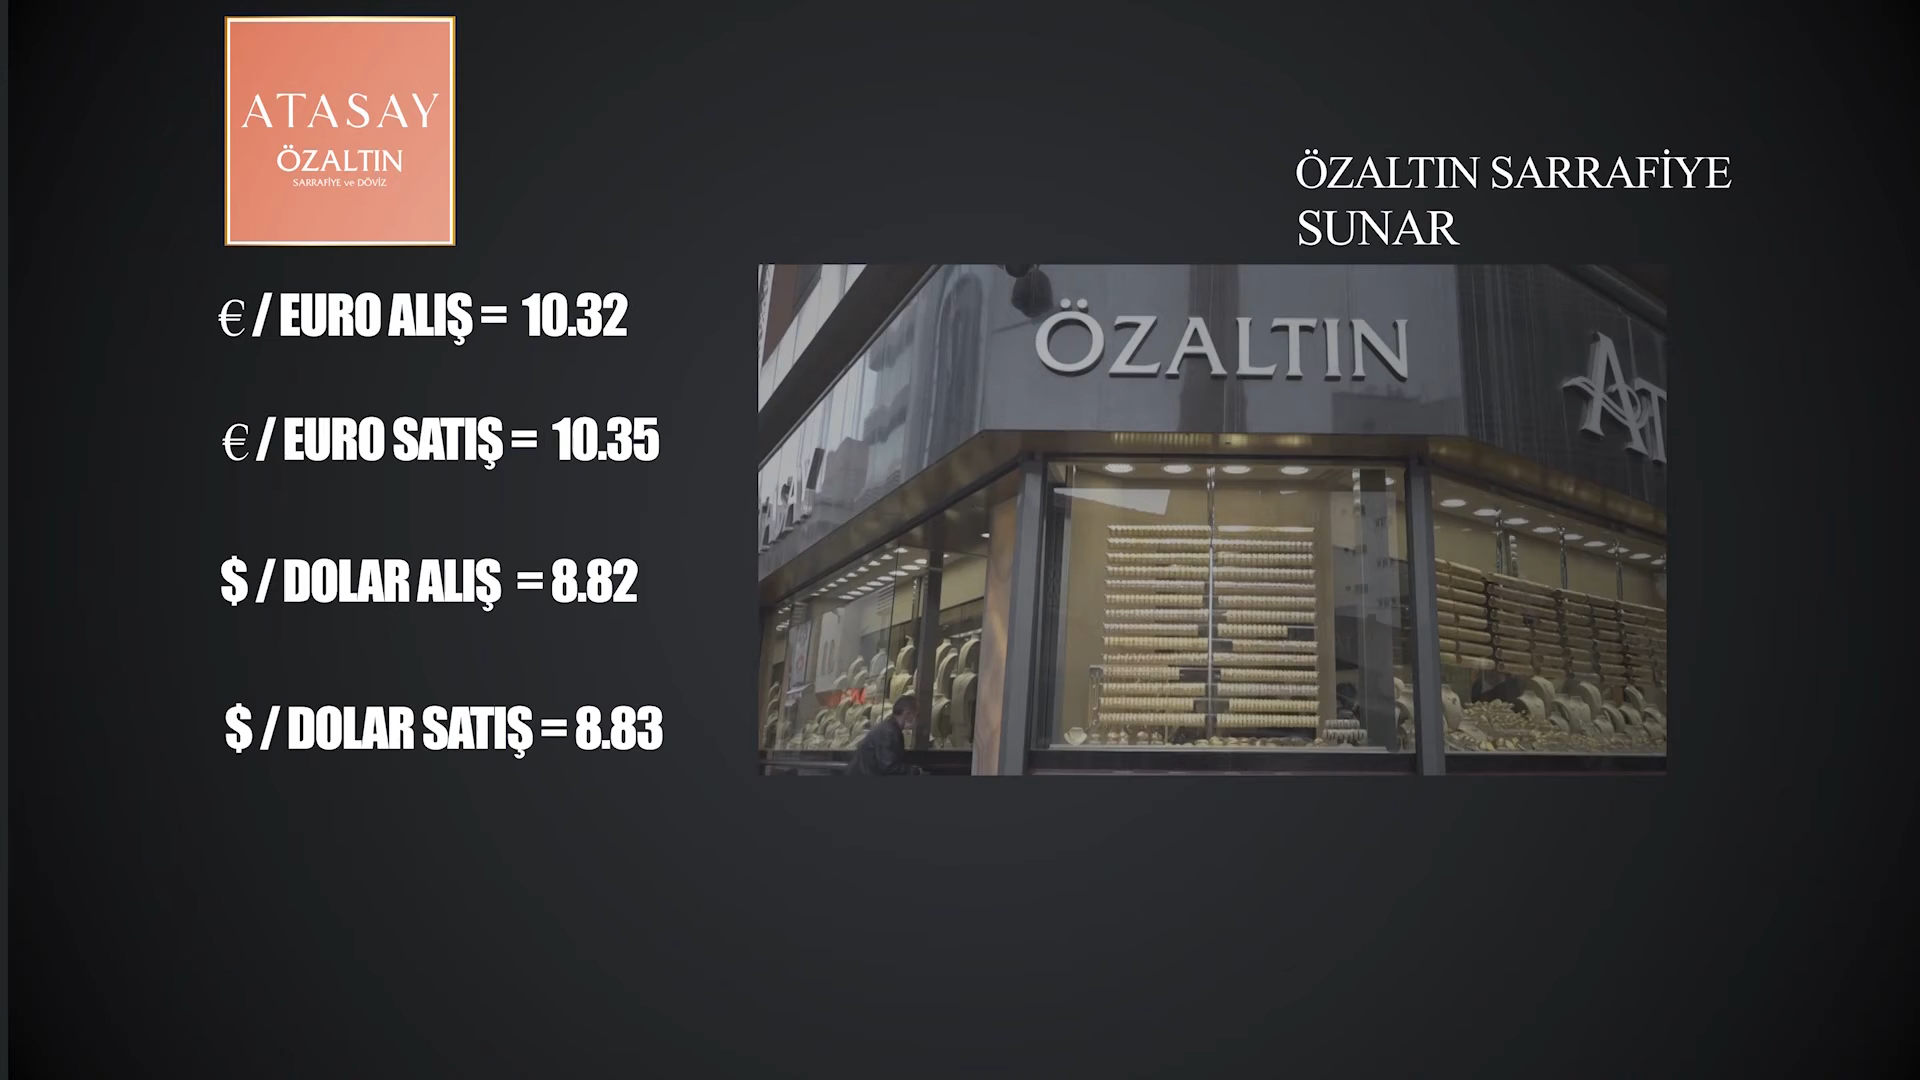 ATASAY
ÖZALTIN
SARRAFİYE ve DÖVİZ
ÖZALTIN SARRAFİYE
SUNAR
€ / EURO ALIŞ = 10.32
€ / EURO SATIŞ = 10.35
$ / DOLAR ALIŞ = 8.82
$ / DOLAR SATIŞ = 8.83
ÖZALTIN